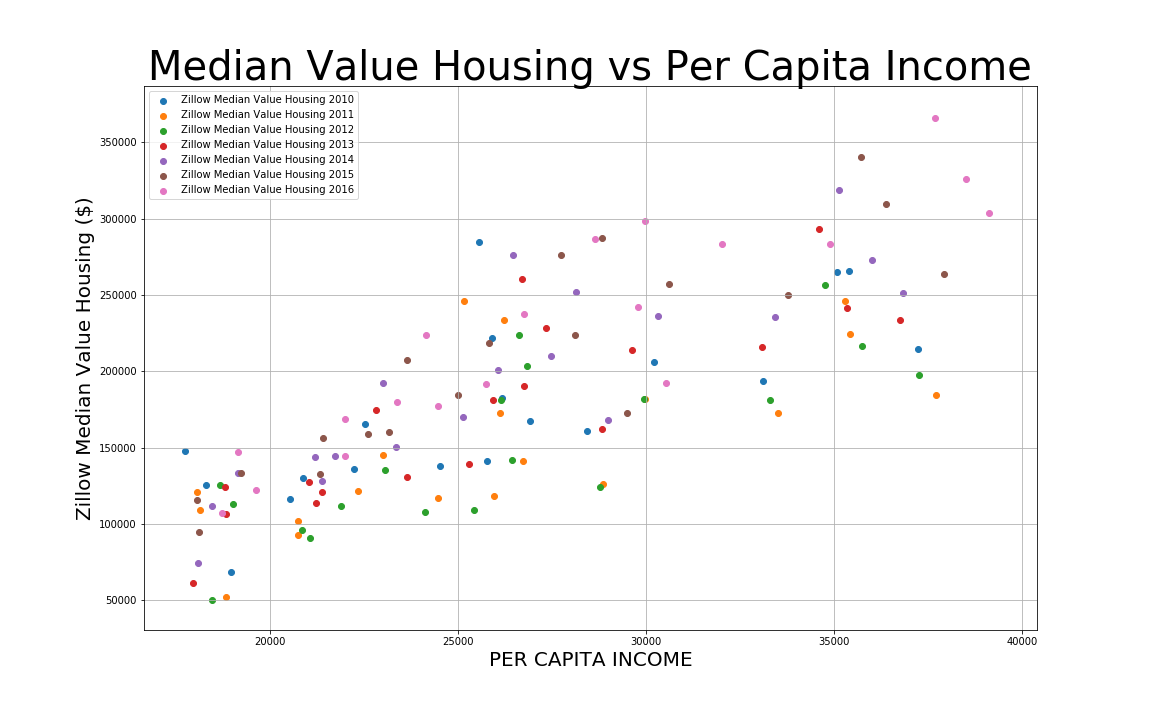 Median Value Housing vs Per Capita Income
Zillow Median Value Housing 2010
Zillow Median Value Housing 2011
Zillow Median Value Housing 2012
Zillow Median Value Housing 2013
Zillow Median Value Housing 2014
Zillow Median Value Housing 2015
Zillow Median Value Housing 2016
Zillow Median Value Housing ($)
350000
300000
250000
200000
150000
100000
50000
20000
25000
30000
35000
40000
PER CAPITA INCOME